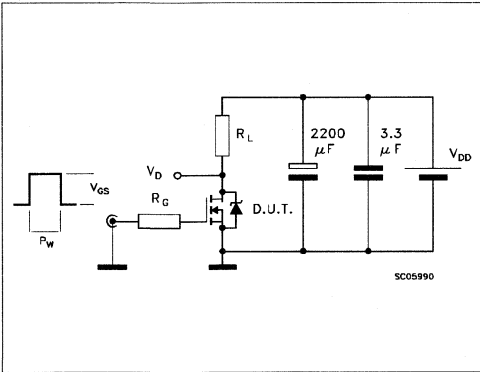 R_L
2200 μF
3.3 μF
V_DD
V_D
V_GS
R_G
D.U.T.
P_W
SC05990